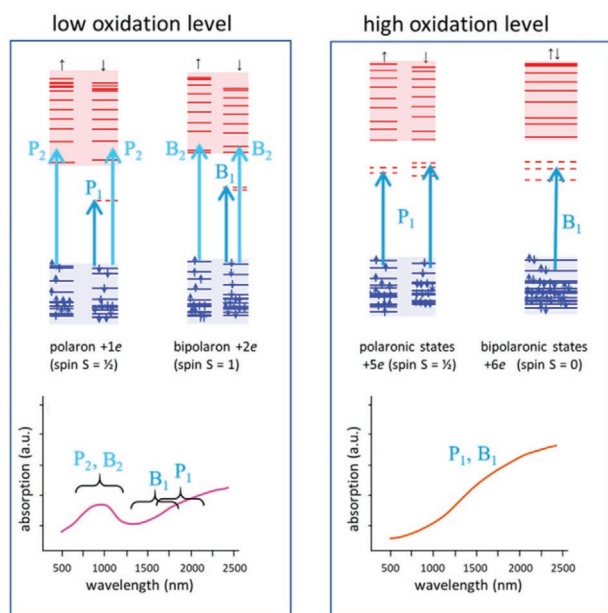 low oxidation level
↑ ↓ ↑ ↓
P₂ P₂ B₂ B₂
P₁ B₁
polaron +1e bipolaron +2e
(spin S = ½) (spin S = 1)
absorption (a.u.)
P₂, B₂
B₁ P₁
500 1000 1500 2000 2500
wavelength (nm)
high oxidation level
↑ ↓ ↑↓
P₁ B₁
polaronic states bipolaronic states
+5e (spin S = ½) +6e (spin S = 0)
absorption (a.u.)
P₁, B₁
500 1000 1500 2000 2500
wavelength (nm)